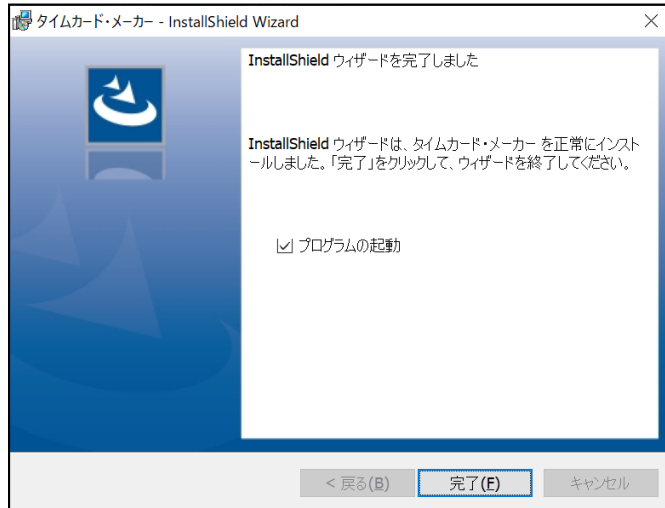 タイムカード・メーカー - InstallShield Wizard
InstallShield ウィザードを完了しました
InstallShield ウィザードは、タイムカード・メーカー を正常にインスト
ールしました。「完了」をクリックして、ウィザードを終了してください。
プログラムの起動
< 戻る(B)
完了(F)
キャンセル